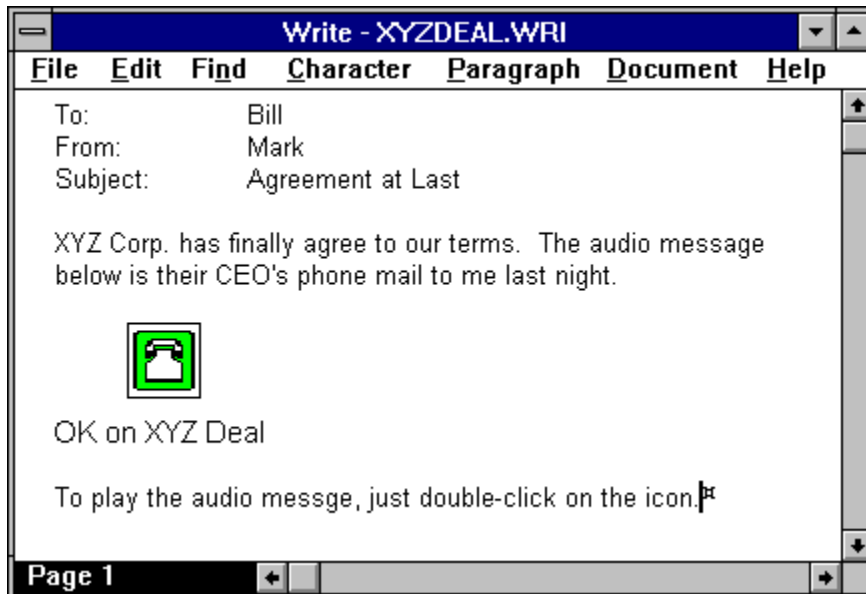 Write - XYZDEAL.WRI
File Edit Find Character Paragraph Document Help
To: Bill
From: Mark
Subject: Agreement at Last
XYZ Corp. has finally agree to our terms. The audio message
below is their CEO's phone mail to me last night.
OK on XYZ Deal
To play the audio messge, just double-click on the icon.¤
Page 1